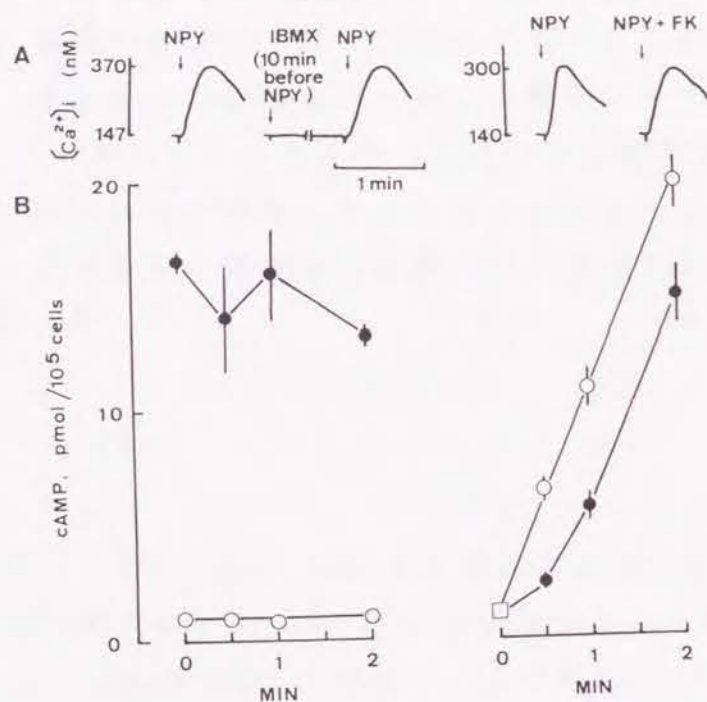 A
NPY
IBMX
(10 min
before
NPY)
NPY
NPY
NPY + FK
[Ca²⁺]i (nM)
370
147
300
140
1 min
B
cAMP, pmol/10⁵ cells
20
10
0
0
1
2
MIN
0
1
2
MIN